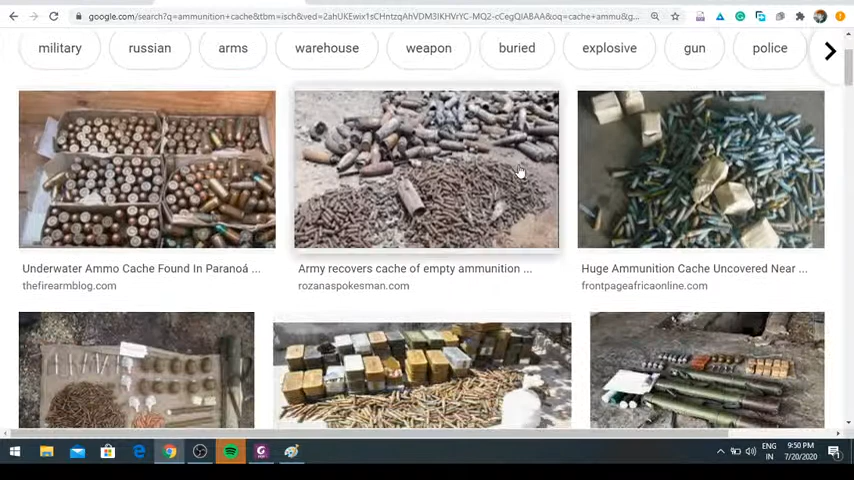 google.com/search?q=ammunition+cache&tbm=isch&ved=2ahUKEwix1sCHntzqAhVDM3IKHVrYC-MQ2-cCegQIABAA&oq=cache+ammu&g...
military
russian
arms
warehouse
weapon
buried
explosive
gun
police
Underwater Ammo Cache Found In Paranoá ...
thefirearmblog.com
Army recovers cache of empty ammunition ...
rozanaspokesman.com
Huge Ammunition Cache Uncovered Near ...
frontpageafricaonline.com
ENG
IN
9:50 PM
7/20/2020